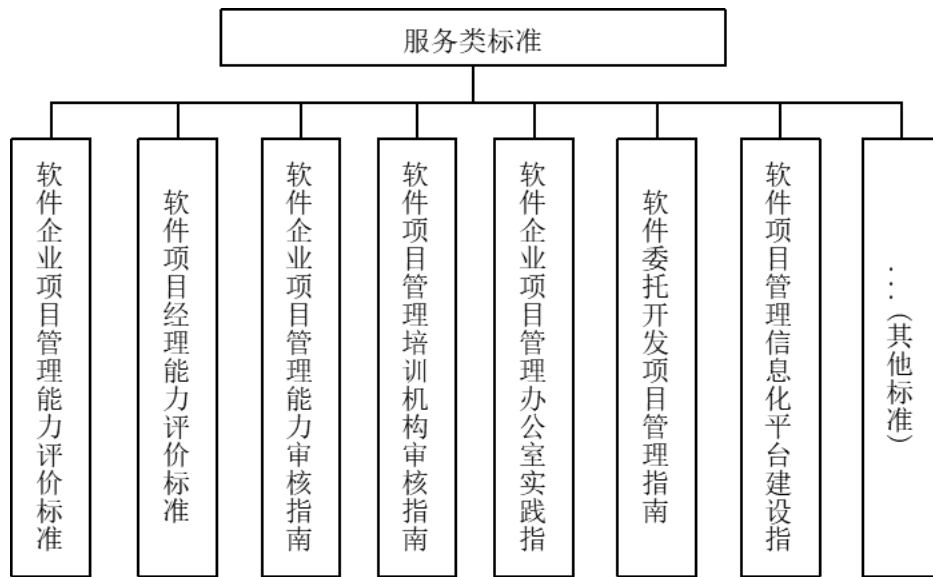 服务类标准
软件企业项目管理能力评价标准
软件项目经理能力评价标准
软件企业项目管理能力审核指南
软件项目管理培训机构审核指南
软件企业项目管理办公室实践指
软件委托开发项目管理指南
软件项目管理信息化平台建设指
...(其他标准)